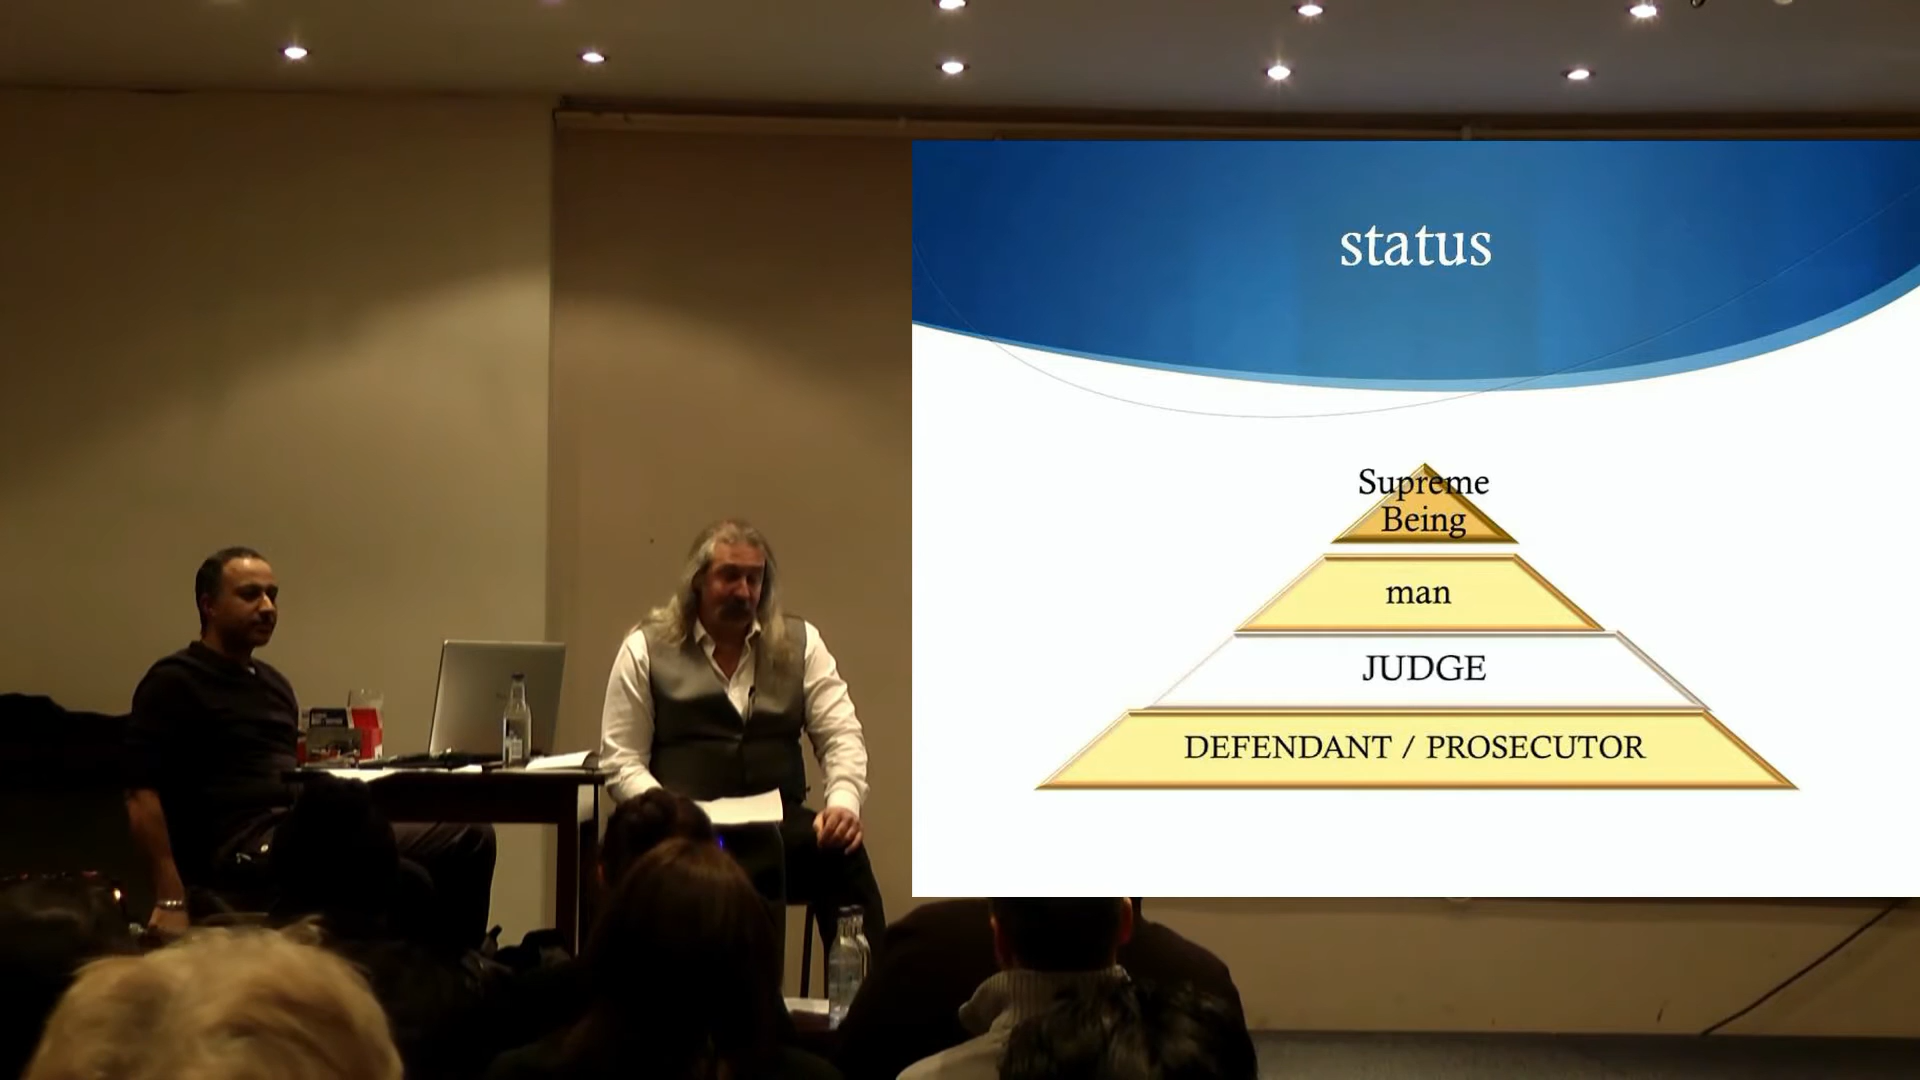 status
Supreme
Being
man
JUDGE
DEFENDANT / PROSECUTOR